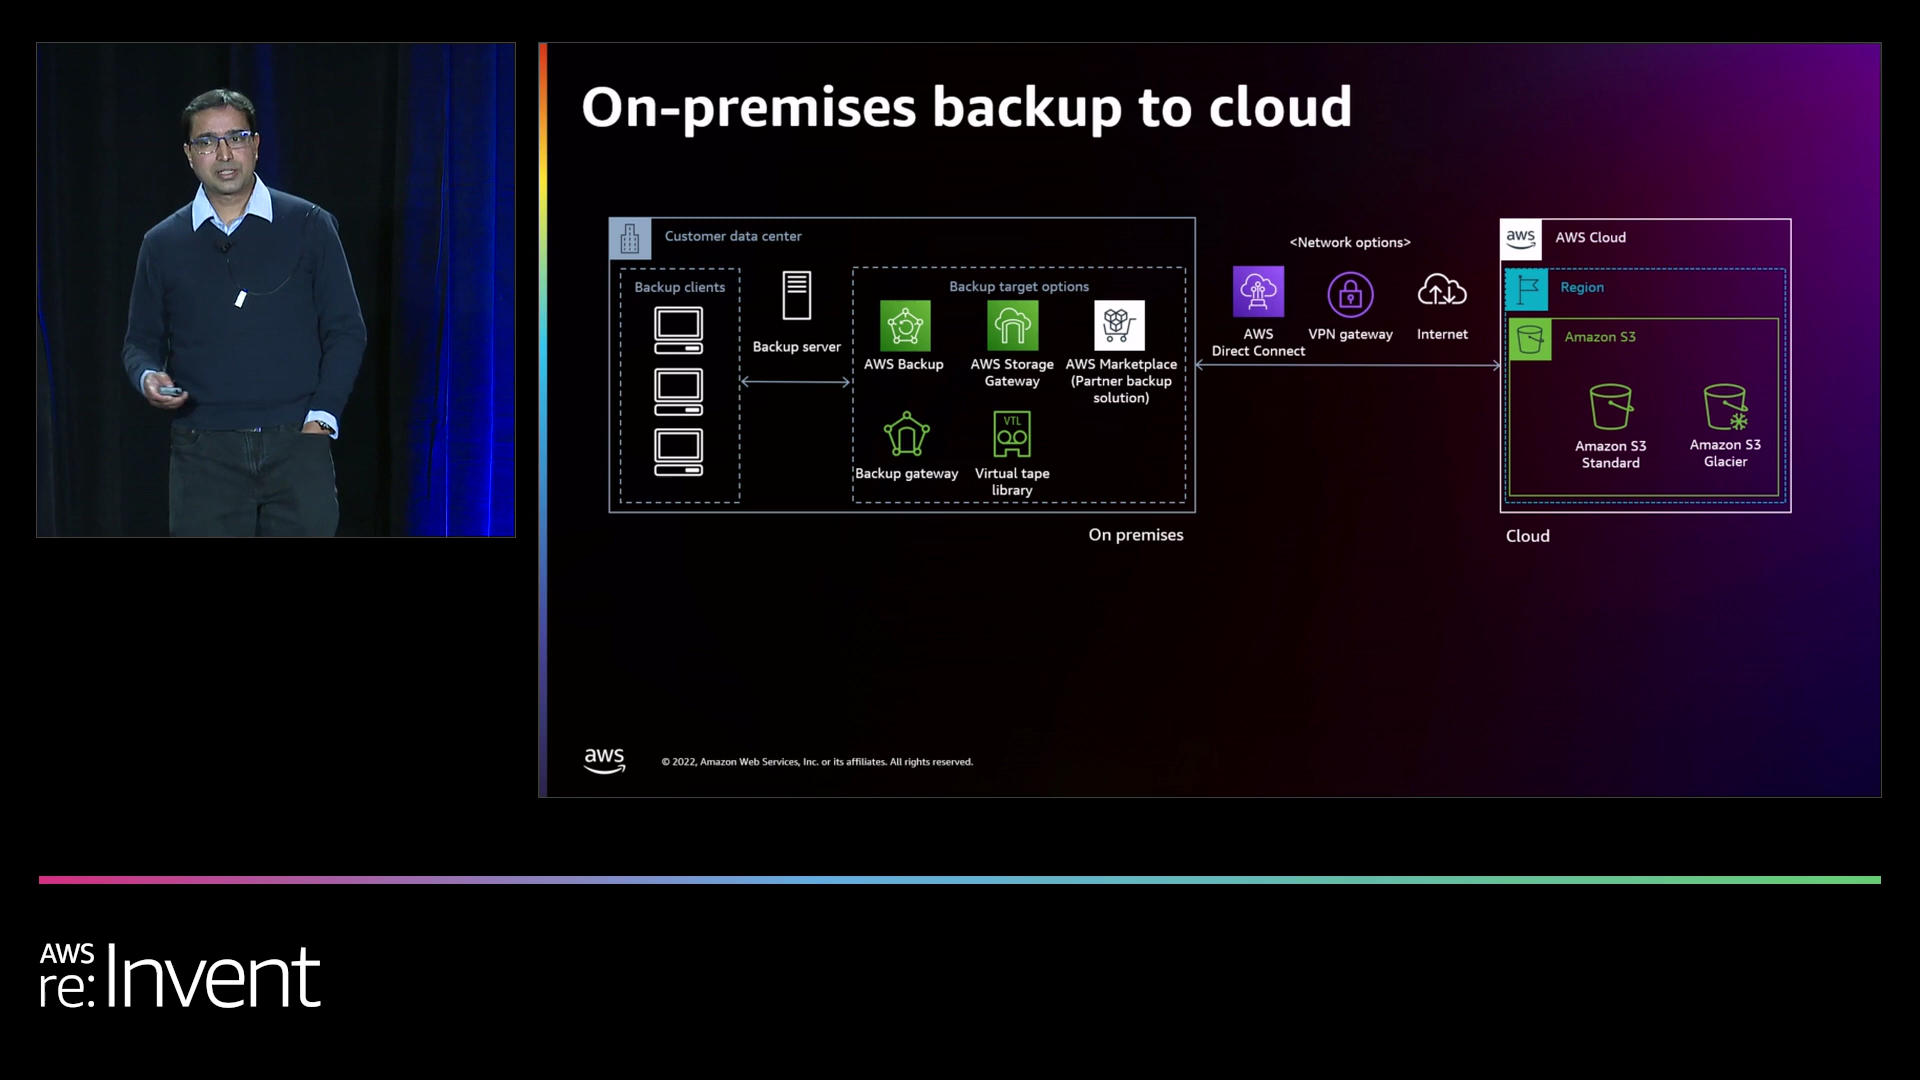 On-premises backup to cloud
Customer data center
Backup clients
Backup server
Backup target options
AWS Backup
AWS Storage
Gateway
AWS Marketplace
(Partner backup
solution)
Backup gateway
VTL
Virtual tape
library
On premises
<Network options>
AWS
Direct Connect
VPN gateway
Internet
aws
AWS Cloud
Region
Amazon S3
Amazon S3
Standard
Amazon S3
Glacier
Cloud
aws
© 2022, Amazon Web Services, Inc. or its affiliates. All rights reserved.
AWS
re:Invent